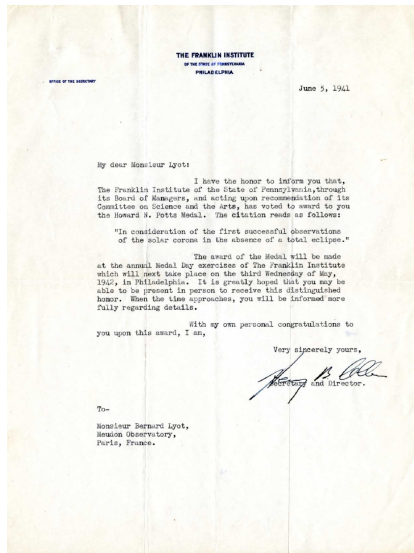 THE FRANKLIN INSTITUTE
OF THE STATE OF PENNSYLVANIA
PHILADELPHIA
OFFICE OF THE SECRETARY
June 5, 1941
My dear Monsieur Lyot:
I have the honor to inform you that,
The Franklin Institute of the State of Pennsylvania,through
its Board of Managers, and acting upon recommendation of its
Committee on Science and the Arts, has voted to award to you
the Howard N. Potts Medal. The citation reads as follows:
"In consideration of the first successful observations
of the solar corona in the absence of a total eclipse."
The award of the Medal will be made
at the annual Medal Day exercises of The Franklin Institute
which will next take place on the third Wednesday of May,
1942, in Philadelphia. It is greatly hoped that you may be
able to be present in person to receive this distinguished
honor. When the time approaches, you will be informed more
fully regarding details.
With my own personal congratulations to
you upon this award, I am,
Very sincerely yours,
Secretary and Director.
To-
Monsieur Bernard Lyot,
Meudon Observatory,
Paris, France.